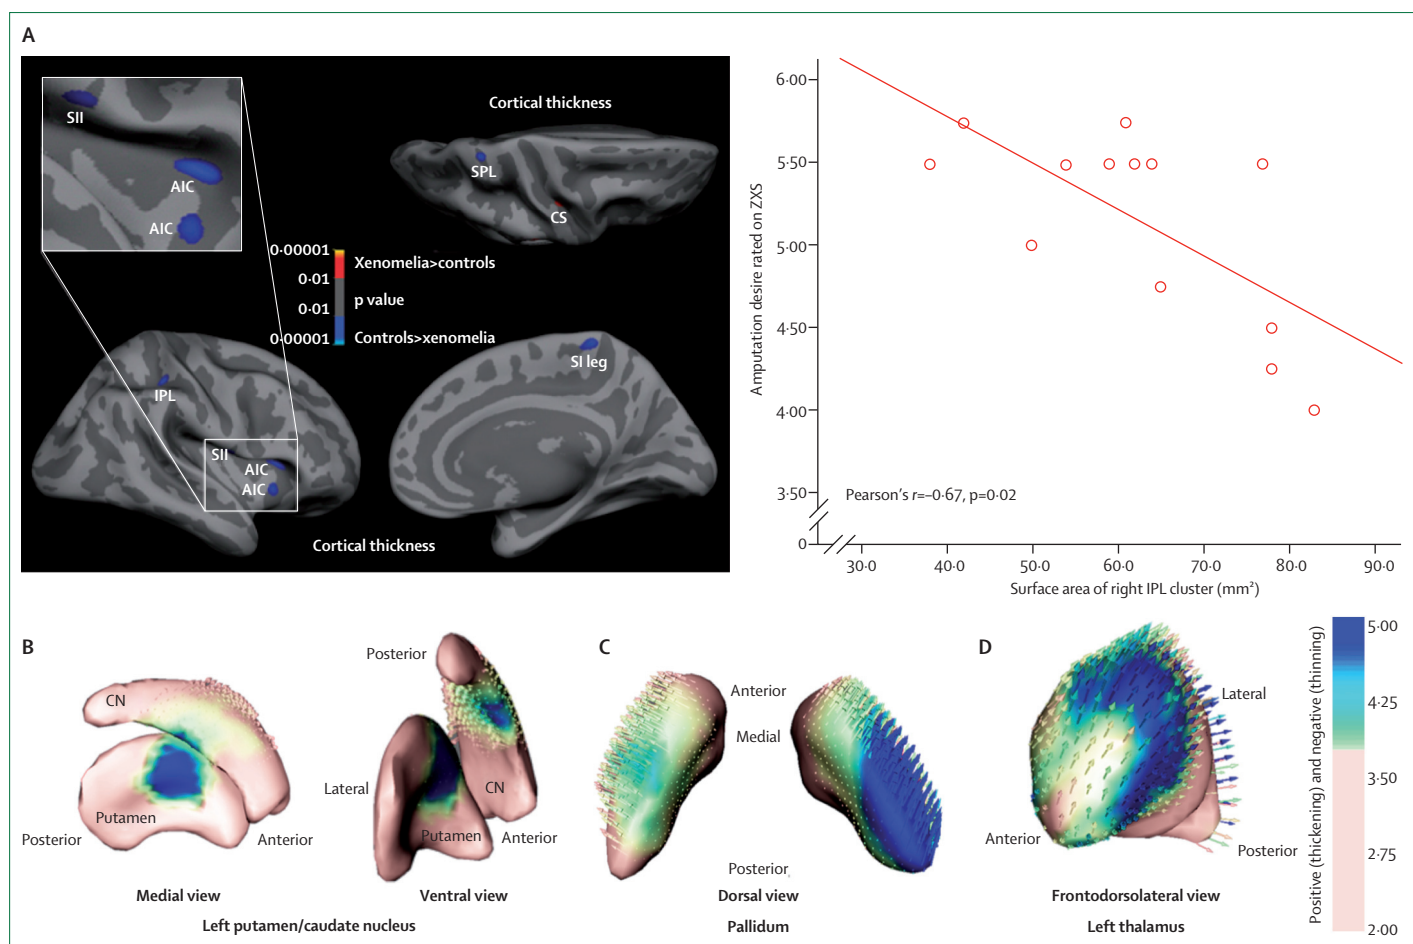 A
SII
AIC
AIC
Cortical thickness
SPL
CS
0·00001
Xenomelia>controls
0·01
p value
0·01
0·00001
Controls>xenomelia
IPL
SII
AIC
AIC
SI leg
Cortical thickness
Amputation desire rated on ZXS
6·00
5·50
5·00
4·50
4·00
3·50
0
Pearson's r=–0·67, p=0·02
30·0 40·0 50·0 60·0 70·0 80·0 90·0
Surface area of right IPL cluster (mm²)
B
CN
Putamen
Posterior
Anterior
Medial view
Posterior
Lateral
CN
Putamen
Anterior
Ventral view
Left putamen/caudate nucleus
C
Anterior
Medial
Posterior
Dorsal view
Pallidum
D
Lateral
Anterior
Posterior
Frontodorsolateral view
Left thalamus
Positive (thickening) and negative (thinning)
5·00
4·25
3·50
2·75
2·00